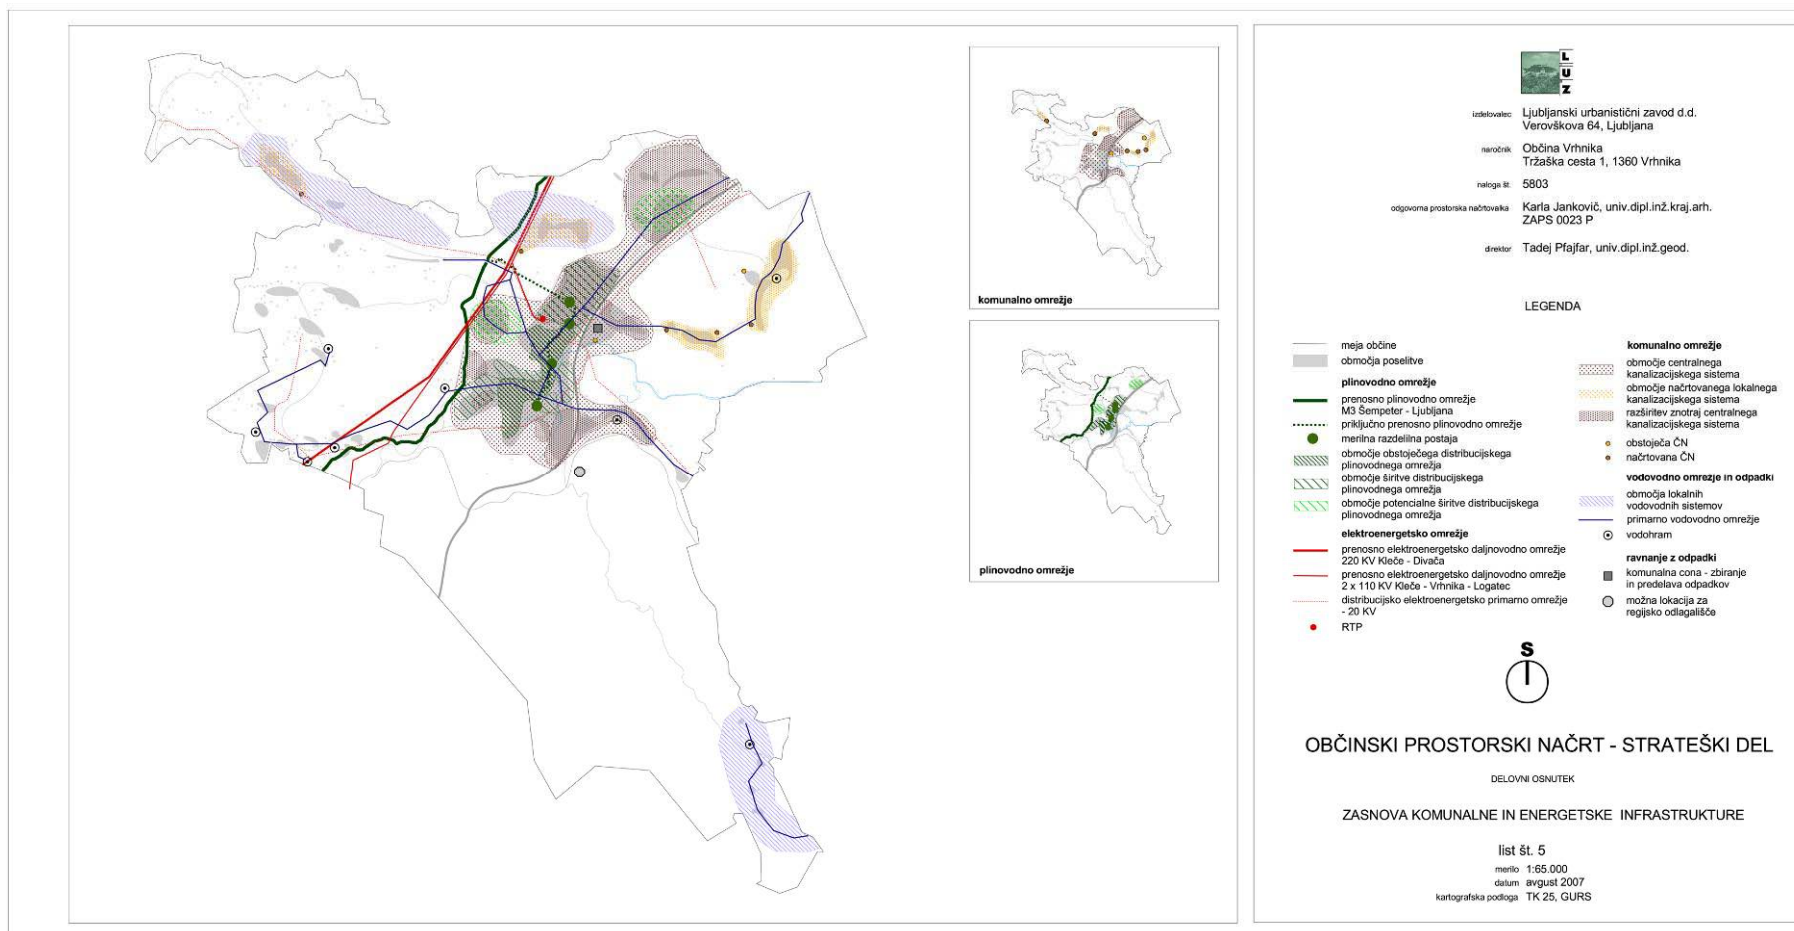 komunalno omrežje
plinovodno omrežje
L
U
Z
izdelovalec Ljubljanski urbanistični zavod d.d.
Verovškova 64, Ljubljana
naročnik Občina Vrhnika
Tržaška cesta 1, 1360 Vrhnika
naloga št. 5803
odgovorna prostorska načrtovalka Karla Jankovič, univ.dipl.inž.kraj.arh.
ZAPS 0023 P
direktor Tadej Pfajfar, univ.dipl.inž.geod.
LEGENDA
meja občine
območja poselitve
plinovodno omrežje
prenosno plinovodno omrežje
M3 Šempeter - Ljubljana
priključno prenosno plinovodno omrežje
merilna razdelilna postaja
območje obstoječega distribucijskega
plinovodnega omrežja
območje širitve distribucijskega
plinovodnega omrežja
območje potencialne širitve distribucijskega
plinovodnega omrežja
elektroenergetsko omrežje
prenosno elektroenergetsko daljnovodno omrežje
220 KV Kleče - Divača
prenosno elektroenergetsko daljnovodno omrežje
2 x 110 KV Kleče - Vrhnika - Logatec
distribucijsko elektroenergetsko primarno omrežje
- 20 KV
RTP
komunalno omrežje
območje centralnega
kanalizacijskega sistema
območje načrtovanega lokalnega
kanalizacijskega sistema
razširitev znotraj centralnega
kanalizacijskega sistema
obstoječa ČN
načrtovana ČN
vodovodno omrežje in odpadki
območja lokalnih
vodovodnih sistemov
primarno vodovodno omrežje
vodohram
ravnanje z odpadki
komunalna cona - zbiranje
in predelava odpadkov
možna lokacija za
regijsko odlagališče
S
OBČINSKI PROSTORSKI NAČRT - STRATEŠKI DEL
DELOVNI OSNUTEK
ZASNOVA KOMUNALNE IN ENERGETSKE INFRASTRUKTURE
list št. 5
merilo 1:65.000
datum avgust 2007
kartografska podloga TK 25, GURS